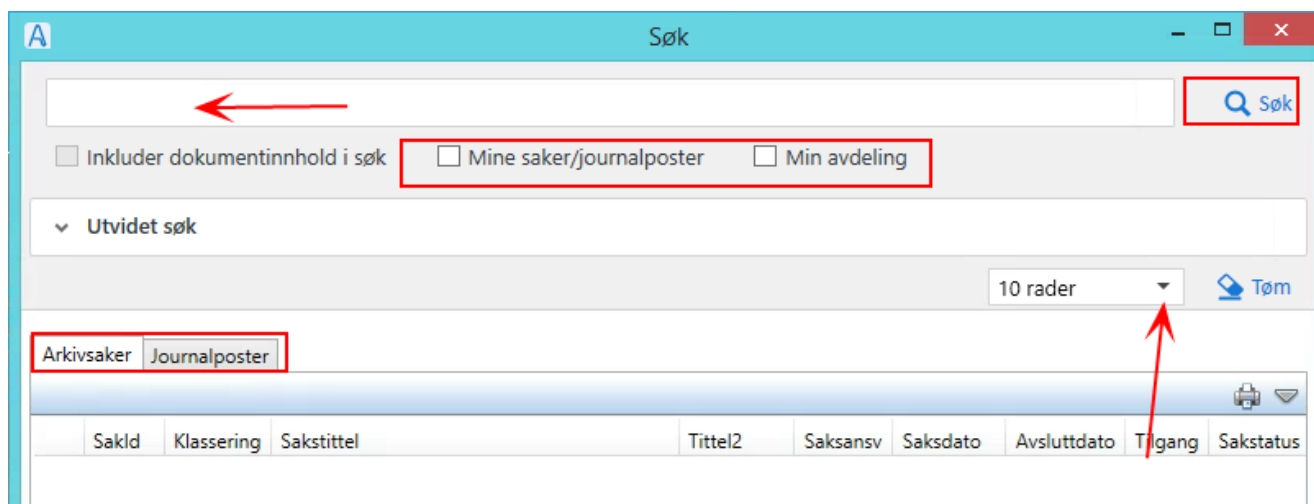 Søk
Søk
Inkluder dokumentinnhold i søk Mine saker/journalposter Min avdeling
Utvidet søk
10 rader Tøm
Arkivsaker Journalposter
SakId Klassering Sakstittel Tittel2 Saksansv Saksdato Avsluttdato Tilgang Sakstatus